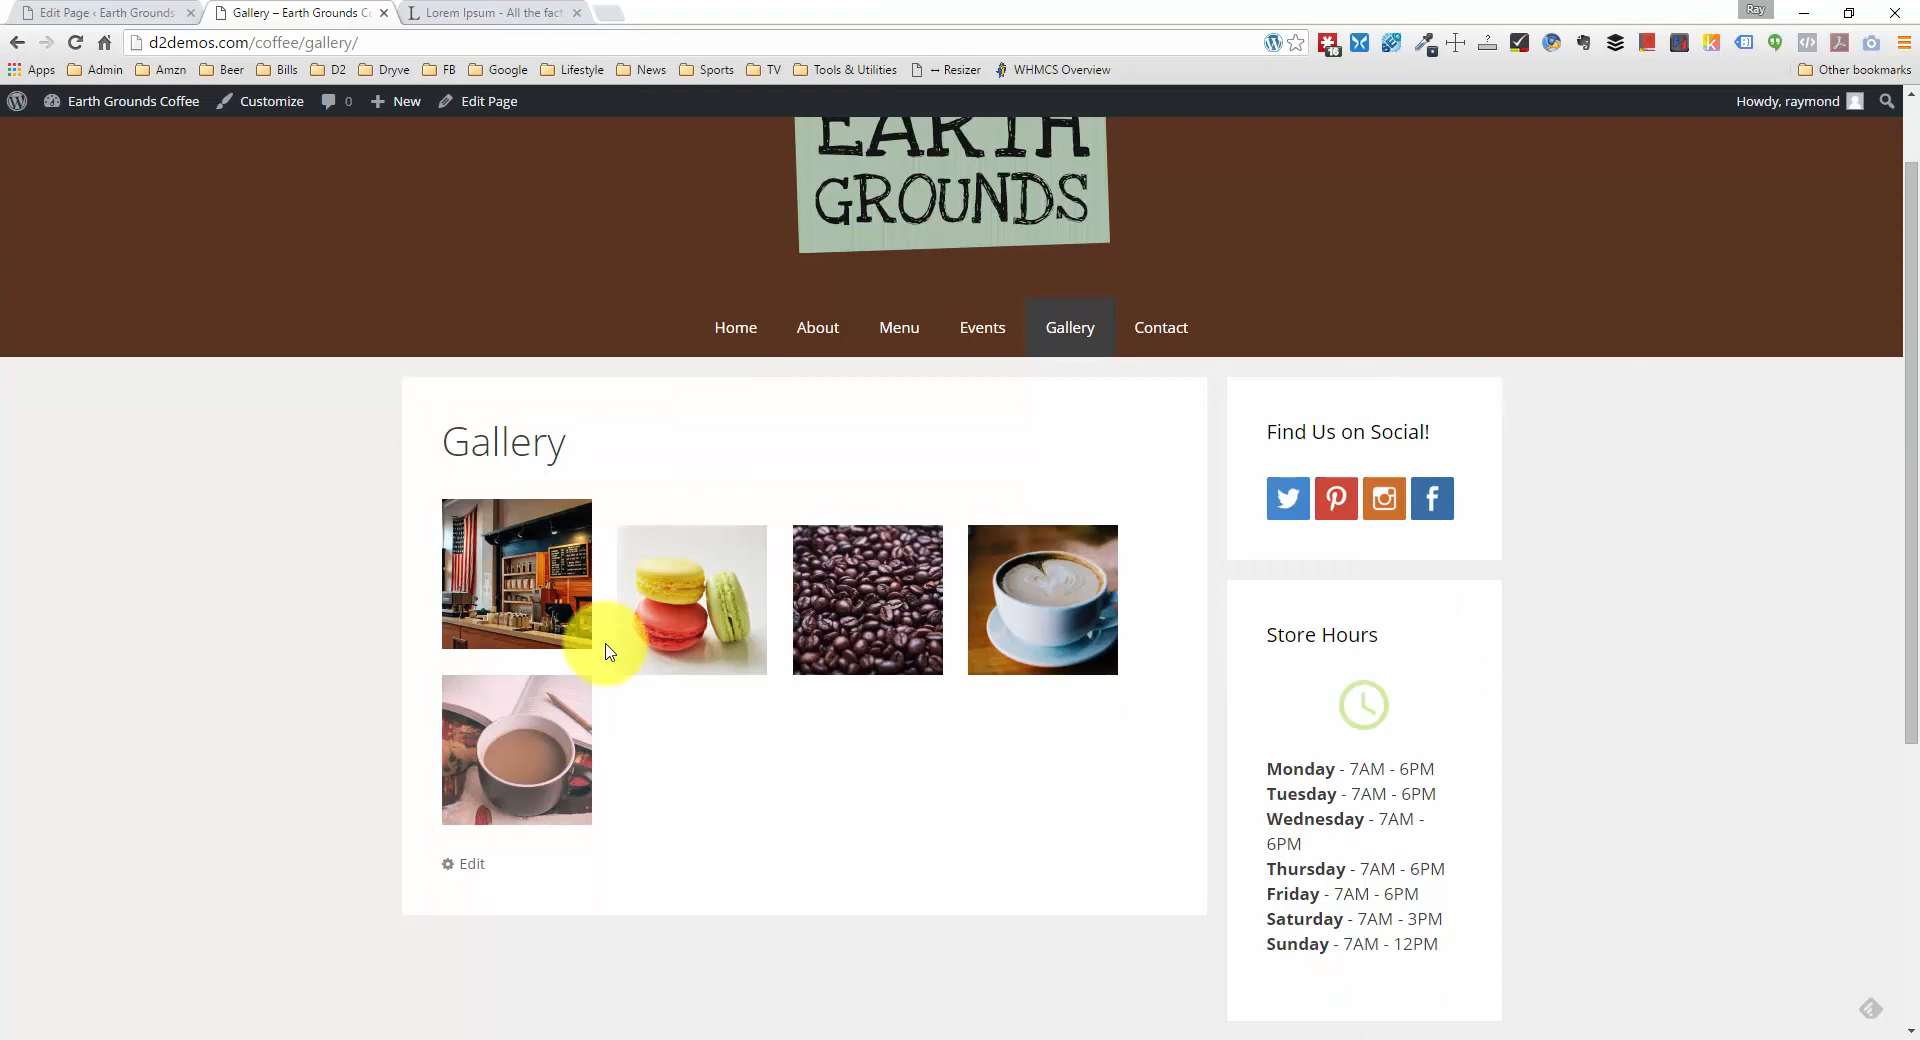 Edit Page ‹ Earth Grounds
Gallery – Earth Grounds Co
Lorem Ipsum - All the fact
Ray
d2demos.com/coffee/gallery/
16
Apps
Admin
Amzn
Beer
Bills
D2
Dryve
FB
Google
Lifestyle
News
Sports
TV
Tools & Utilities
↔ Resizer
WHMCS Overview
Other bookmarks
Earth Grounds Coffee
Customize
0
New
Edit Page
Howdy, raymond
EARTH
GROUNDS
Home
About
Menu
Events
Gallery
Contact
Gallery
Find Us on Social!
Store Hours
Monday - 7AM - 6PM
Tuesday - 7AM - 6PM
Wednesday - 7AM -
6PM
Thursday - 7AM - 6PM
Friday - 7AM - 6PM
Saturday - 7AM - 3PM
Sunday - 7AM - 12PM
Edit